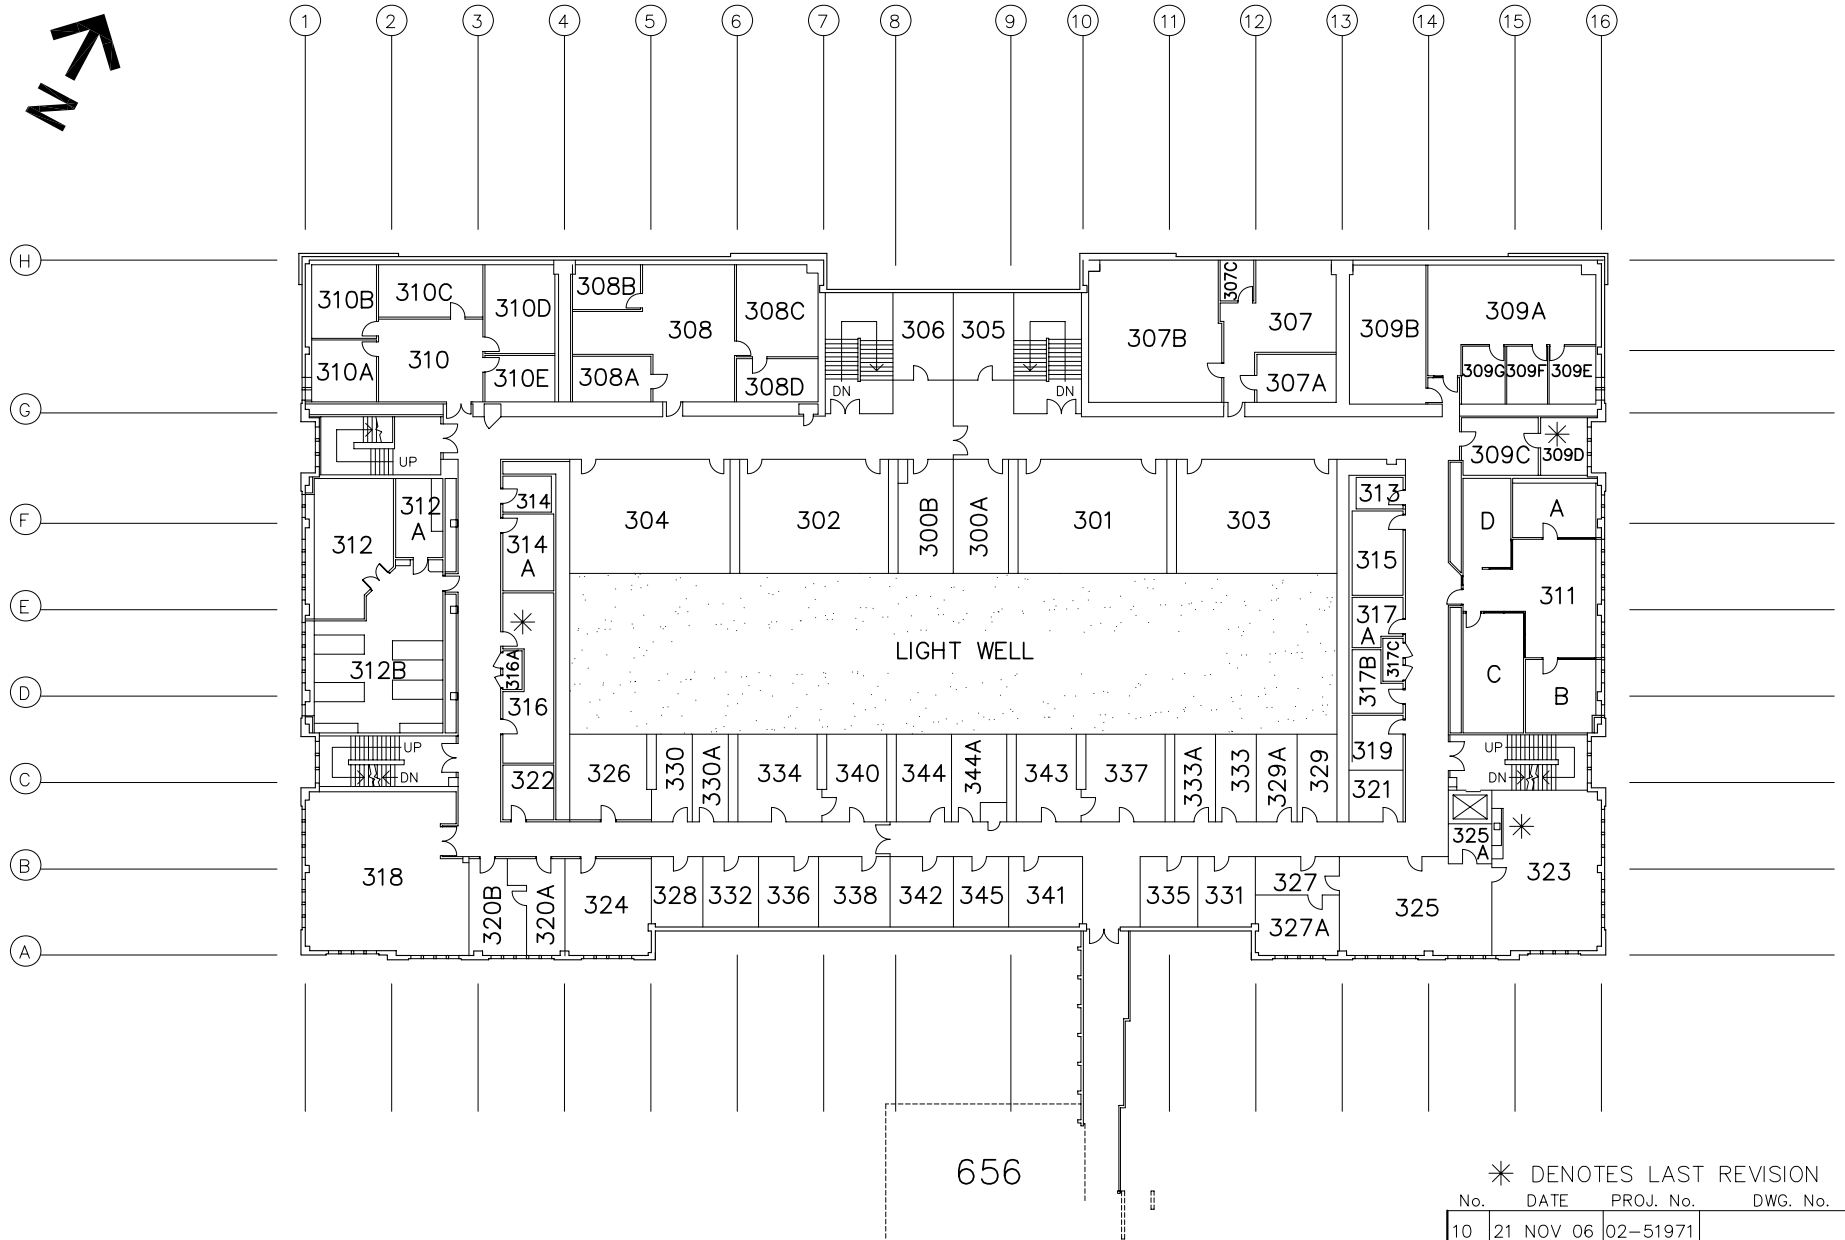 1 2 3 4 5 6 7 8 9 10 11 12 13 14 15 16
N
H
310B 310C 310D 308B 308 308C 306 305 307B 307C 307 309B 309A
310A 310 310E 308A 308D 307A 309G 309F 309E
DN DN
G
UP
309C 309D
314 313
312 A
F
304 302 300B 300A 301 303
D A
312
314 A
315
E
317 A
311
LIGHT WELL
316A 317C
312B
317B
D
C B
316
UP
330 330A 344A 333A 333 329A 329
319
UP
C
DN
322 326 334 340 344 343 337
321
DN
325 A
B
318
320B 320A 324 328 332 336 338 342 345 341 335 331 327 327A 325 323
A
656
DENOTES LAST REVISION
No. DATE PROJ. No. DWG. No.
10 21 NOV 06 02-51971